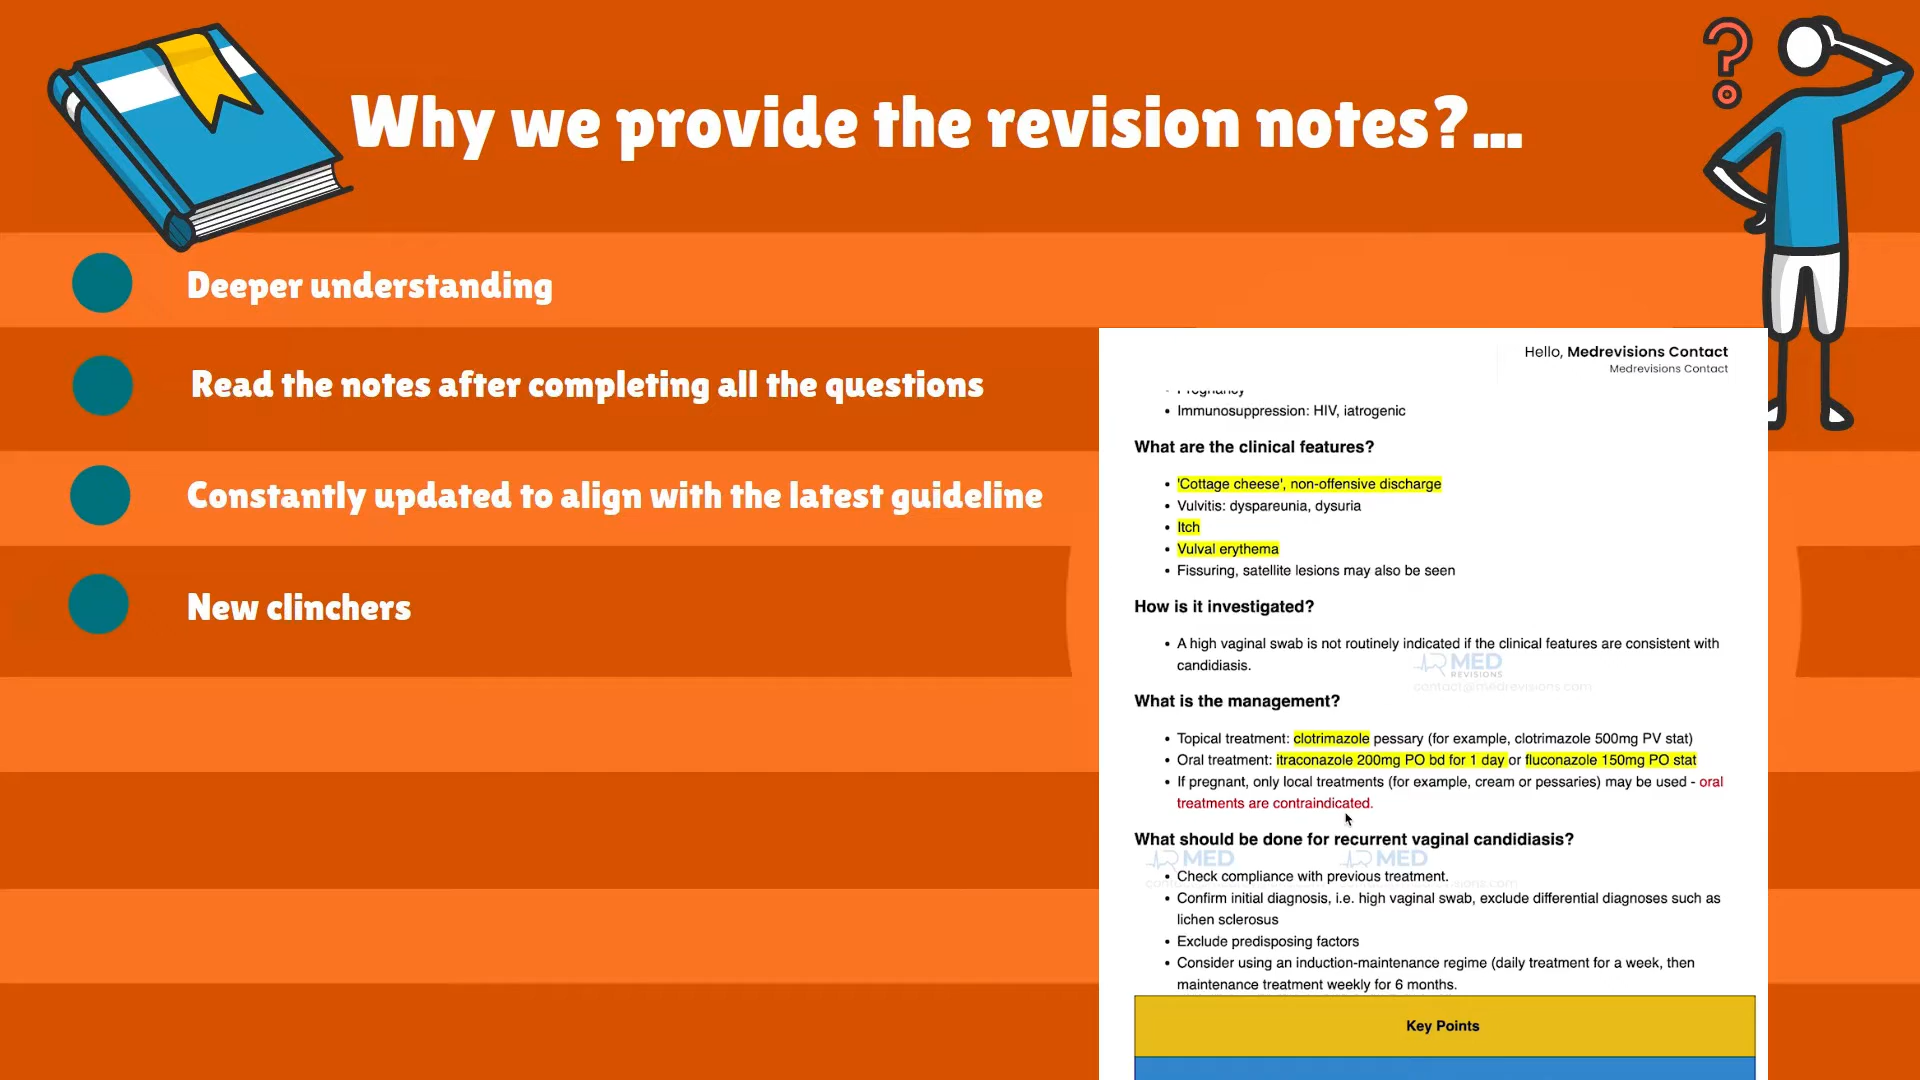 Why we provide the revision notes?...
Deeper understanding
Read the notes after completing all the questions
Constantly updated to align with the latest guideline
New clinchers
Hello, Medrevisions Contact
Medrevisions Contact
• Pregnancy
• Immunosuppression: HIV, iatrogenic
What are the clinical features?
• 'Cottage cheese', non-offensive discharge
• Vulvitis: dyspareunia, dysuria
• Itch
• Vulval erythema
• Fissuring, satellite lesions may also be seen
How is it investigated?
• A high vaginal swab is not routinely indicated if the clinical features are consistent with
candidiasis.
MED
REVISIONS
contact@medrevisions.com
What is the management?
• Topical treatment: clotrimazole pessary (for example, clotrimazole 500mg PV stat)
• Oral treatment: itraconazole 200mg PO bd for 1 day or fluconazole 150mg PO stat
• If pregnant, only local treatments (for example, cream or pessaries) may be used - oral
treatments are contraindicated.
What should be done for recurrent vaginal candidiasis?
MED MED
• Check compliance with previous treatment.
• Confirm initial diagnosis, i.e. high vaginal swab, exclude differential diagnoses such as
lichen sclerosus
• Exclude predisposing factors
• Consider using an induction-maintenance regime (daily treatment for a week, then
maintenance treatment weekly for 6 months.
Key Points